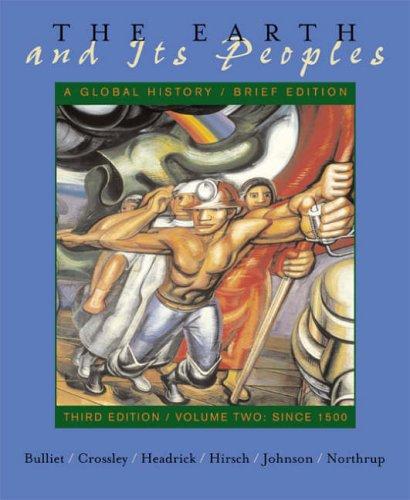 THE EARTH
and Its Peoples
A GLOBAL HISTORY / BRIEF EDITION
THIRD EDITION / VOLUME TWO: SINCE 1500
Bulliet / Crossley / Headrick / Hirsch / Johnson / Northrup